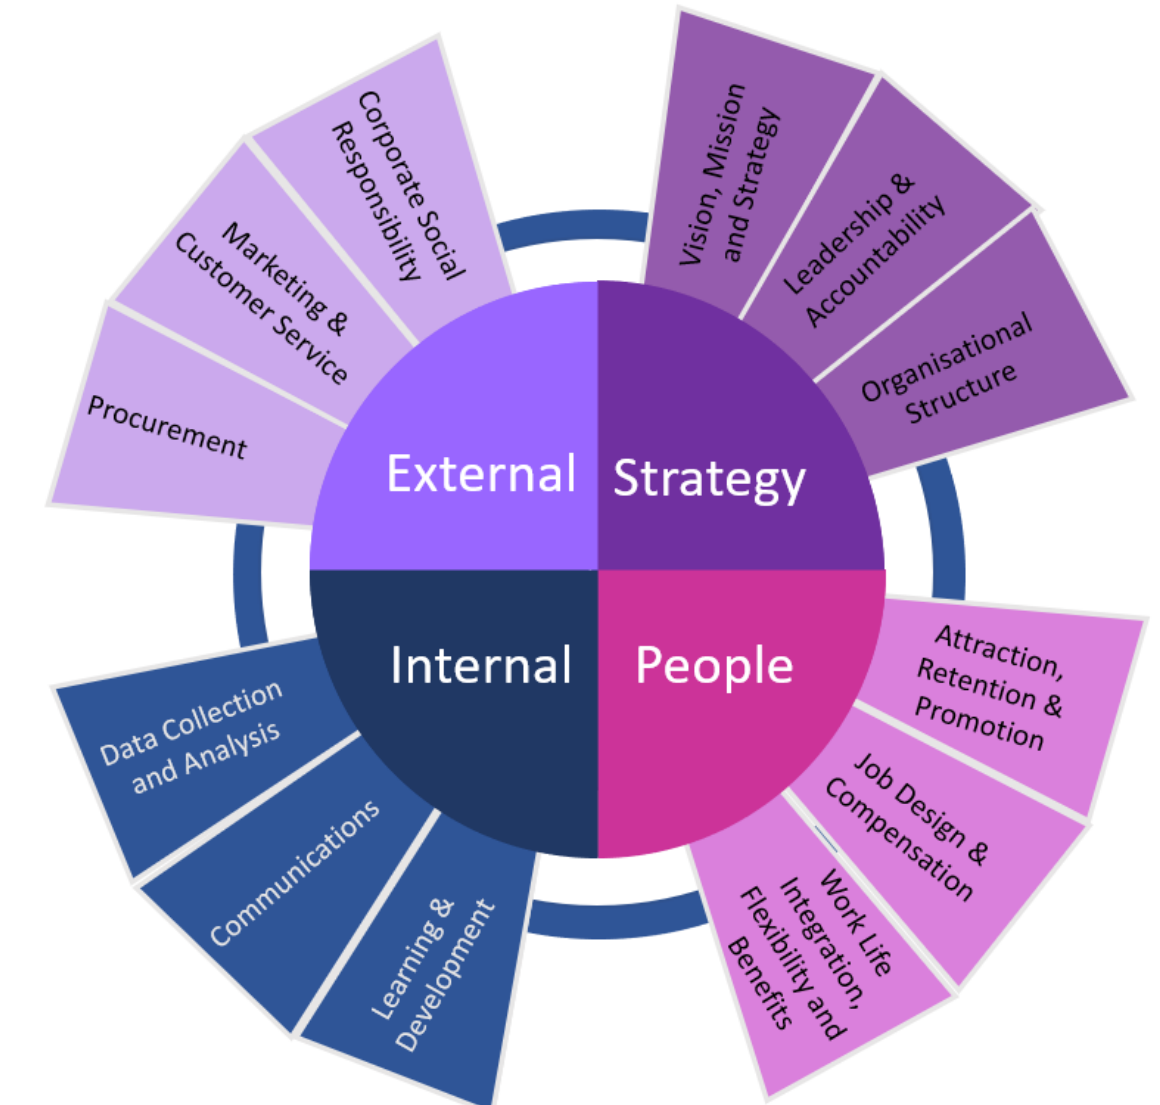 Corporate Social
Responsibility
Marketing &
Customer Service
Procurement
External
Vision, Mission
and Strategy
Leadership &
Accountability
Organisational
Structure
Strategy
Internal
Data Collection
and Analysis
Communications
Learning &
Development
People
Attraction,
Retention &
Promotion
Job Design &
Compensation
Work Life
Integration,
Flexibility and
Benefits